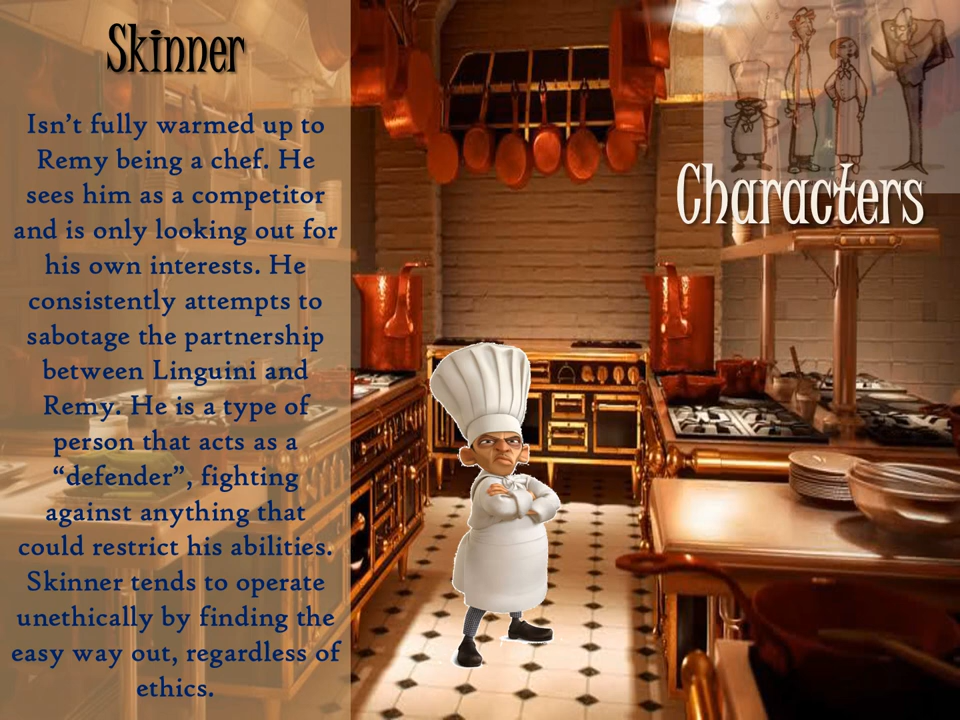 Skinner
Isn’t fully warmed up to
Remy being a chef. He
sees him as a competitor
and is only looking out for
his own interests. He
consistently attempts to
sabotage the partnership
between Linguini and
Remy. He is a type of
person that acts as a
“defender”, fighting
against anything that
could restrict his abilities.
Skinner tends to operate
unethically by finding the
easy way out, regardless of
ethics.
Characters